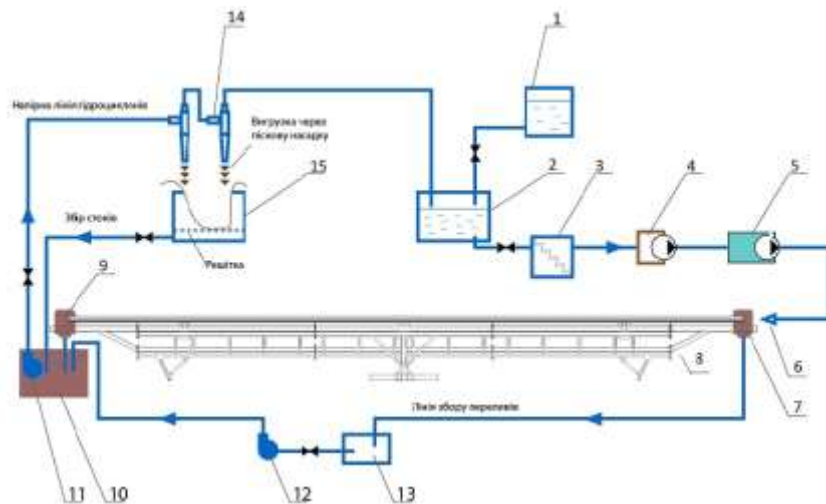 14
1
Напірна лінія гідроциклонів
Вигрузка через
піскову насадку
15
2
3
4
5
Збір стоків
Решітка
9
8
6
7
Лінія збору переливів
11
10
12
13